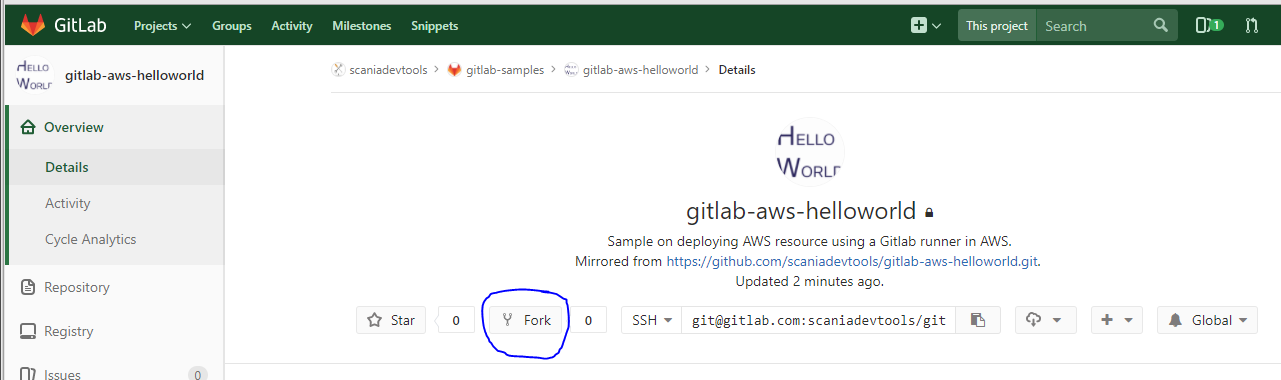 GitLab Projects Groups Activity Milestones Snippets This project Search 1
HELLO
WORL
gitlab-aws-helloworld
Overview
Details
Activity
Cycle Analytics
Repository
Registry
Issues 0
scaniadevtools > gitlab-samples > gitlab-aws-helloworld > Details
HELLO
WORL
gitlab-aws-helloworld
Sample on deploying AWS resource using a Gitlab runner in AWS.
Mirrored from https://github.com/scaniadevtools/gitlab-aws-helloworld.git.
Updated 2 minutes ago.
Star 0 Fork 0 SSH git@gitlab.com:scaniadevtools/git Global